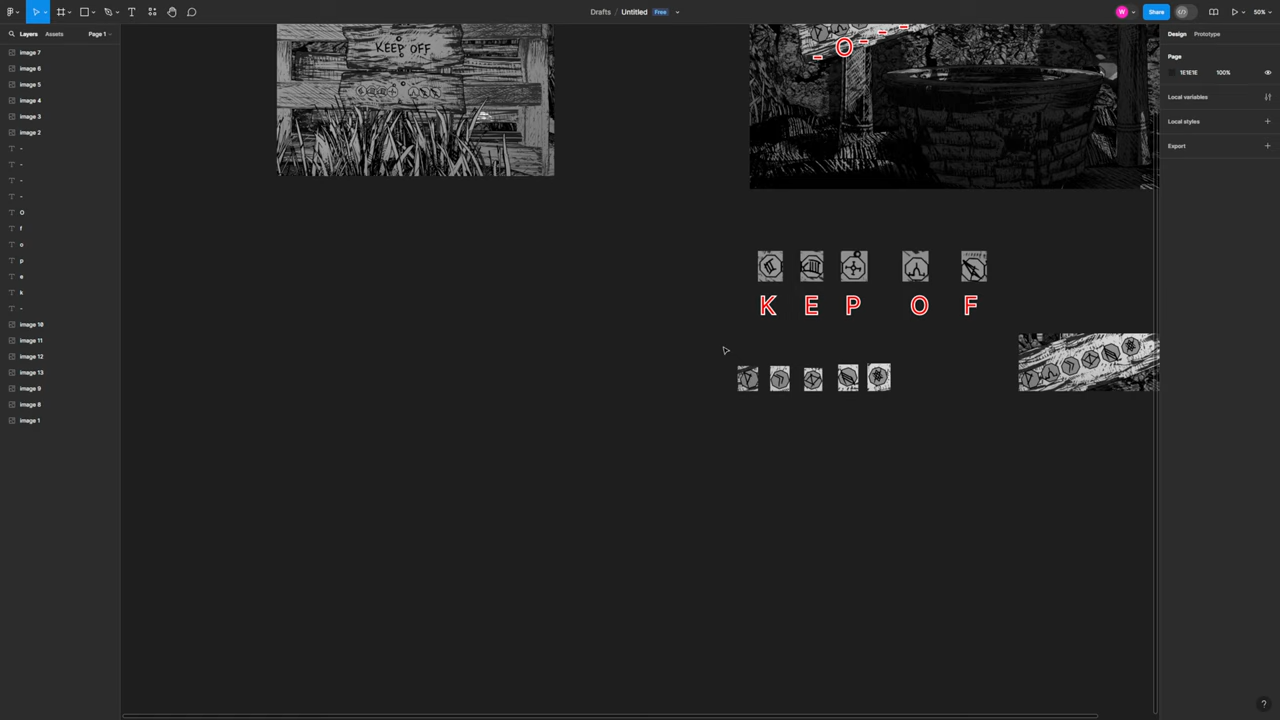 Drafts / Untitled Free
Share
50%
Layers Assets Page 1
Design Prototype
image 7
image 6
image 5
image 4
image 3
image 2
-
-
-
-
O
f
o
p
e
k
-
image 10
image 11
image 12
image 13
image 9
image 8
image 1
KEEP OFF
- O - - -
K E P O F
Page
1E1E1E 100%
Local variables
Local styles
Export
W
?